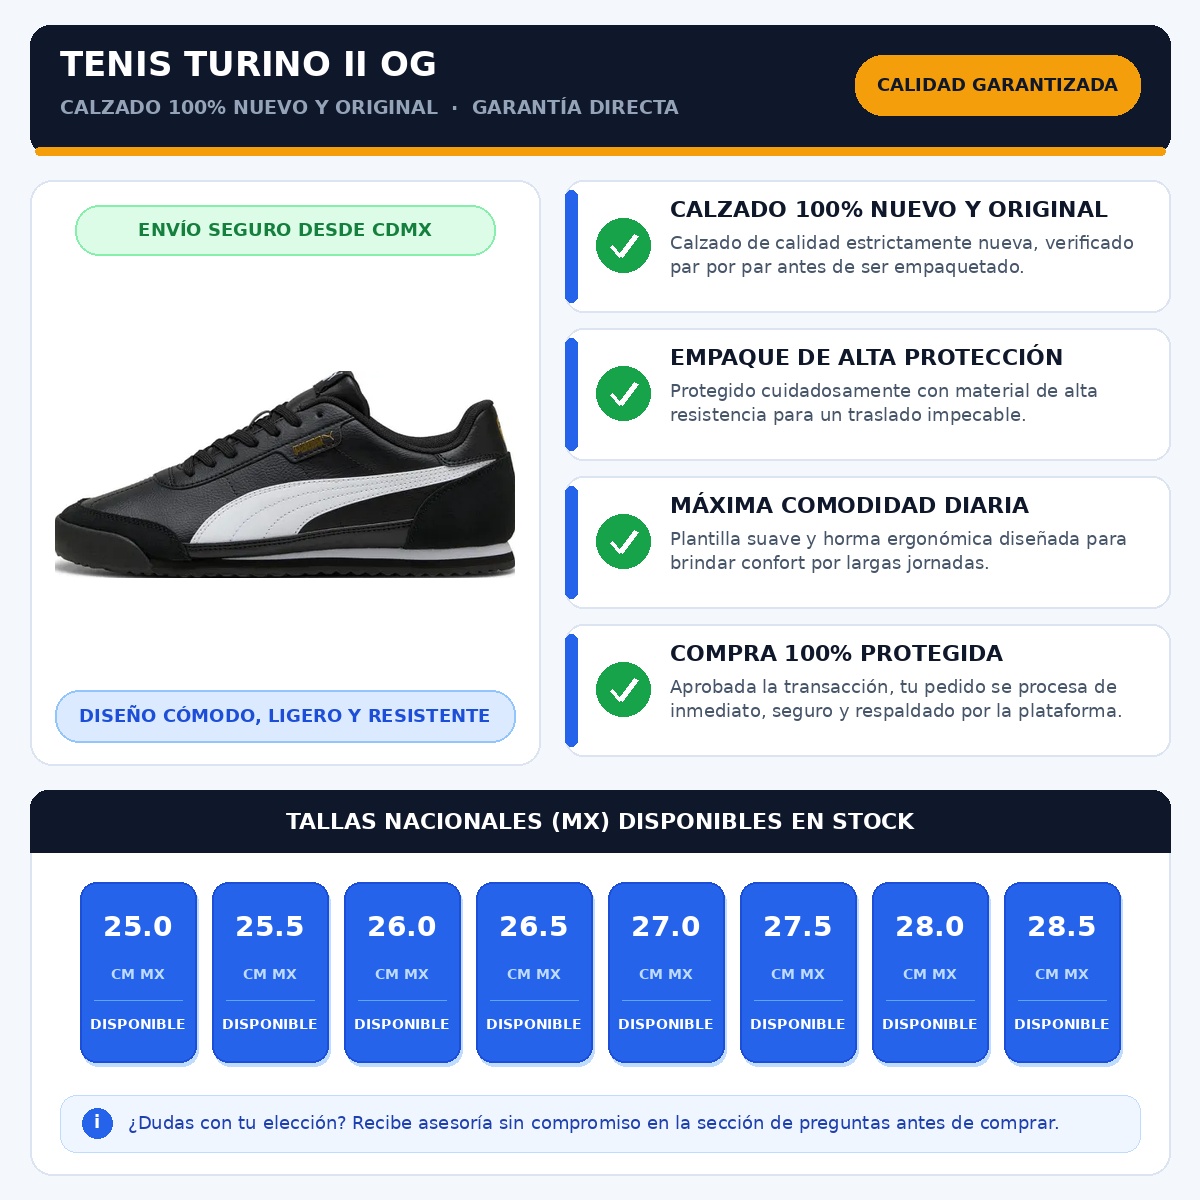 TENIS TURINO II OG
CALZADO 100% NUEVO Y ORIGINAL · GARANTÍA DIRECTA
CALIDAD GARANTIZADA
ENVÍO SEGURO DESDE CDMX
DISEÑO CÓMODO, LIGERO Y RESISTENTE
CALZADO 100% NUEVO Y ORIGINAL
Calzado de calidad estrictamente nueva, verificado
par por par antes de ser empaquetado.
EMPAQUE DE ALTA PROTECCIÓN
Protegido cuidadosamente con material de alta
resistencia para un traslado impecable.
MÁXIMA COMODIDAD DIARIA
Plantilla suave y horma ergonómica diseñada para
brindar confort por largas jornadas.
COMPRA 100% PROTEGIDA
Aprobada la transacción, tu pedido se procesa de
inmediato, seguro y respaldado por la plataforma.
TALLAS NACIONALES (MX) DISPONIBLES EN STOCK
25.0 25.5 26.0 26.5 27.0 27.5 28.0 28.5
CM MX CM MX CM MX CM MX CM MX CM MX CM MX CM MX
DISPONIBLE DISPONIBLE DISPONIBLE DISPONIBLE DISPONIBLE DISPONIBLE DISPONIBLE DISPONIBLE
i ¿Dudas con tu elección? Recibe asesoría sin compromiso en la sección de preguntas antes de comprar.